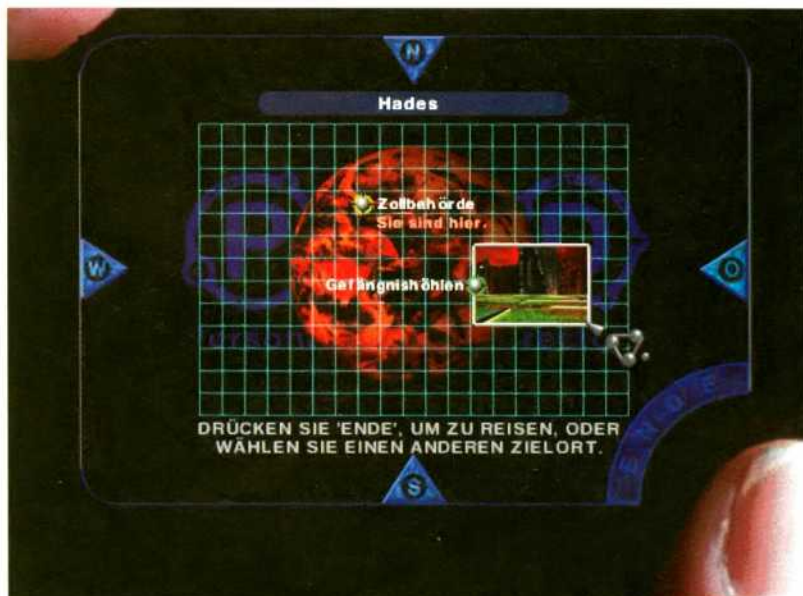 N
Hades
Zollbehörde
Sie sind hier.
W
O
Gefängnishöhlen
DRÜCKEN SIE 'ENDE', UM ZU REISEN, ODER
WÄHLEN SIE EINEN ANDEREN ZIELORT.
ENDE
S